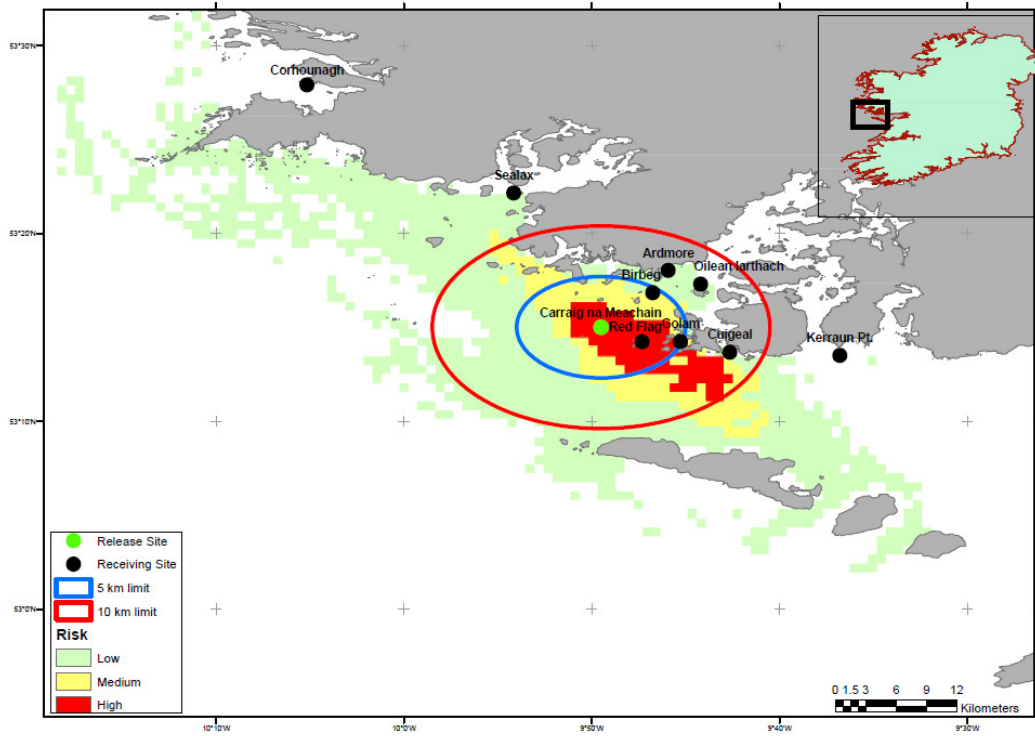 53°30'N
Corhounagh
Sealax
53°20'N
Ardmore
Oilean Iarthach
Birbeg
Carraig na Meachain
Red Flag
Golam
Cuigeal
Kerraun Pt.
53°10'N
53°0'N
Release Site
Receiving Site
5 km limit
10 km limit
Risk
Low
Medium
High
0 1.5 3 6 9 12
Kilometers
10°10'W 10°0'W 9°50'W 9°40'W 9°30'W